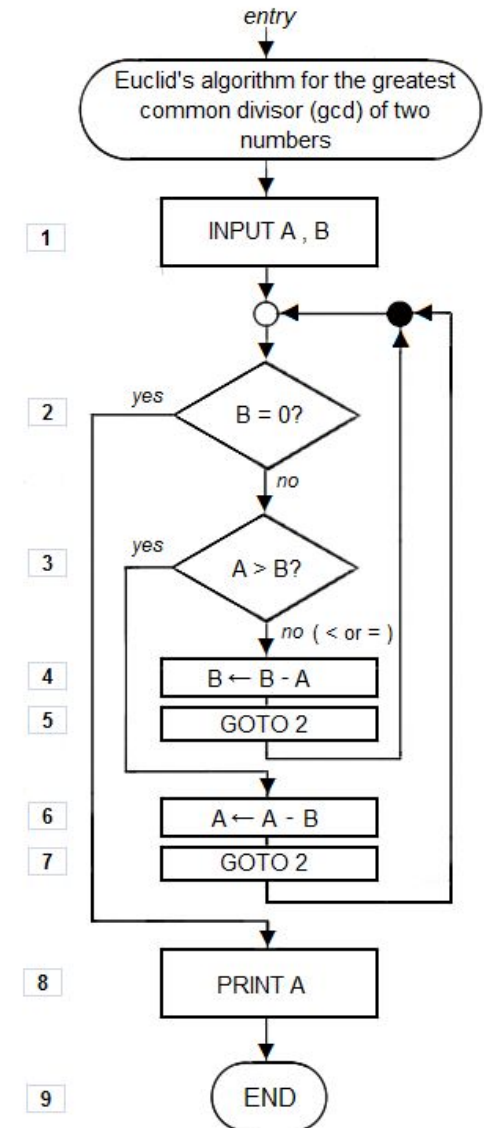 entry
Euclid's algorithm for the greatest
common divisor (gcd) of two
numbers
1
INPUT A , B
2
yes
B = 0?
no
3
yes
A > B?
no ( < or = )
4
B ← B - A
5
GOTO 2
6
A ← A - B
7
GOTO 2
8
PRINT A
9
END